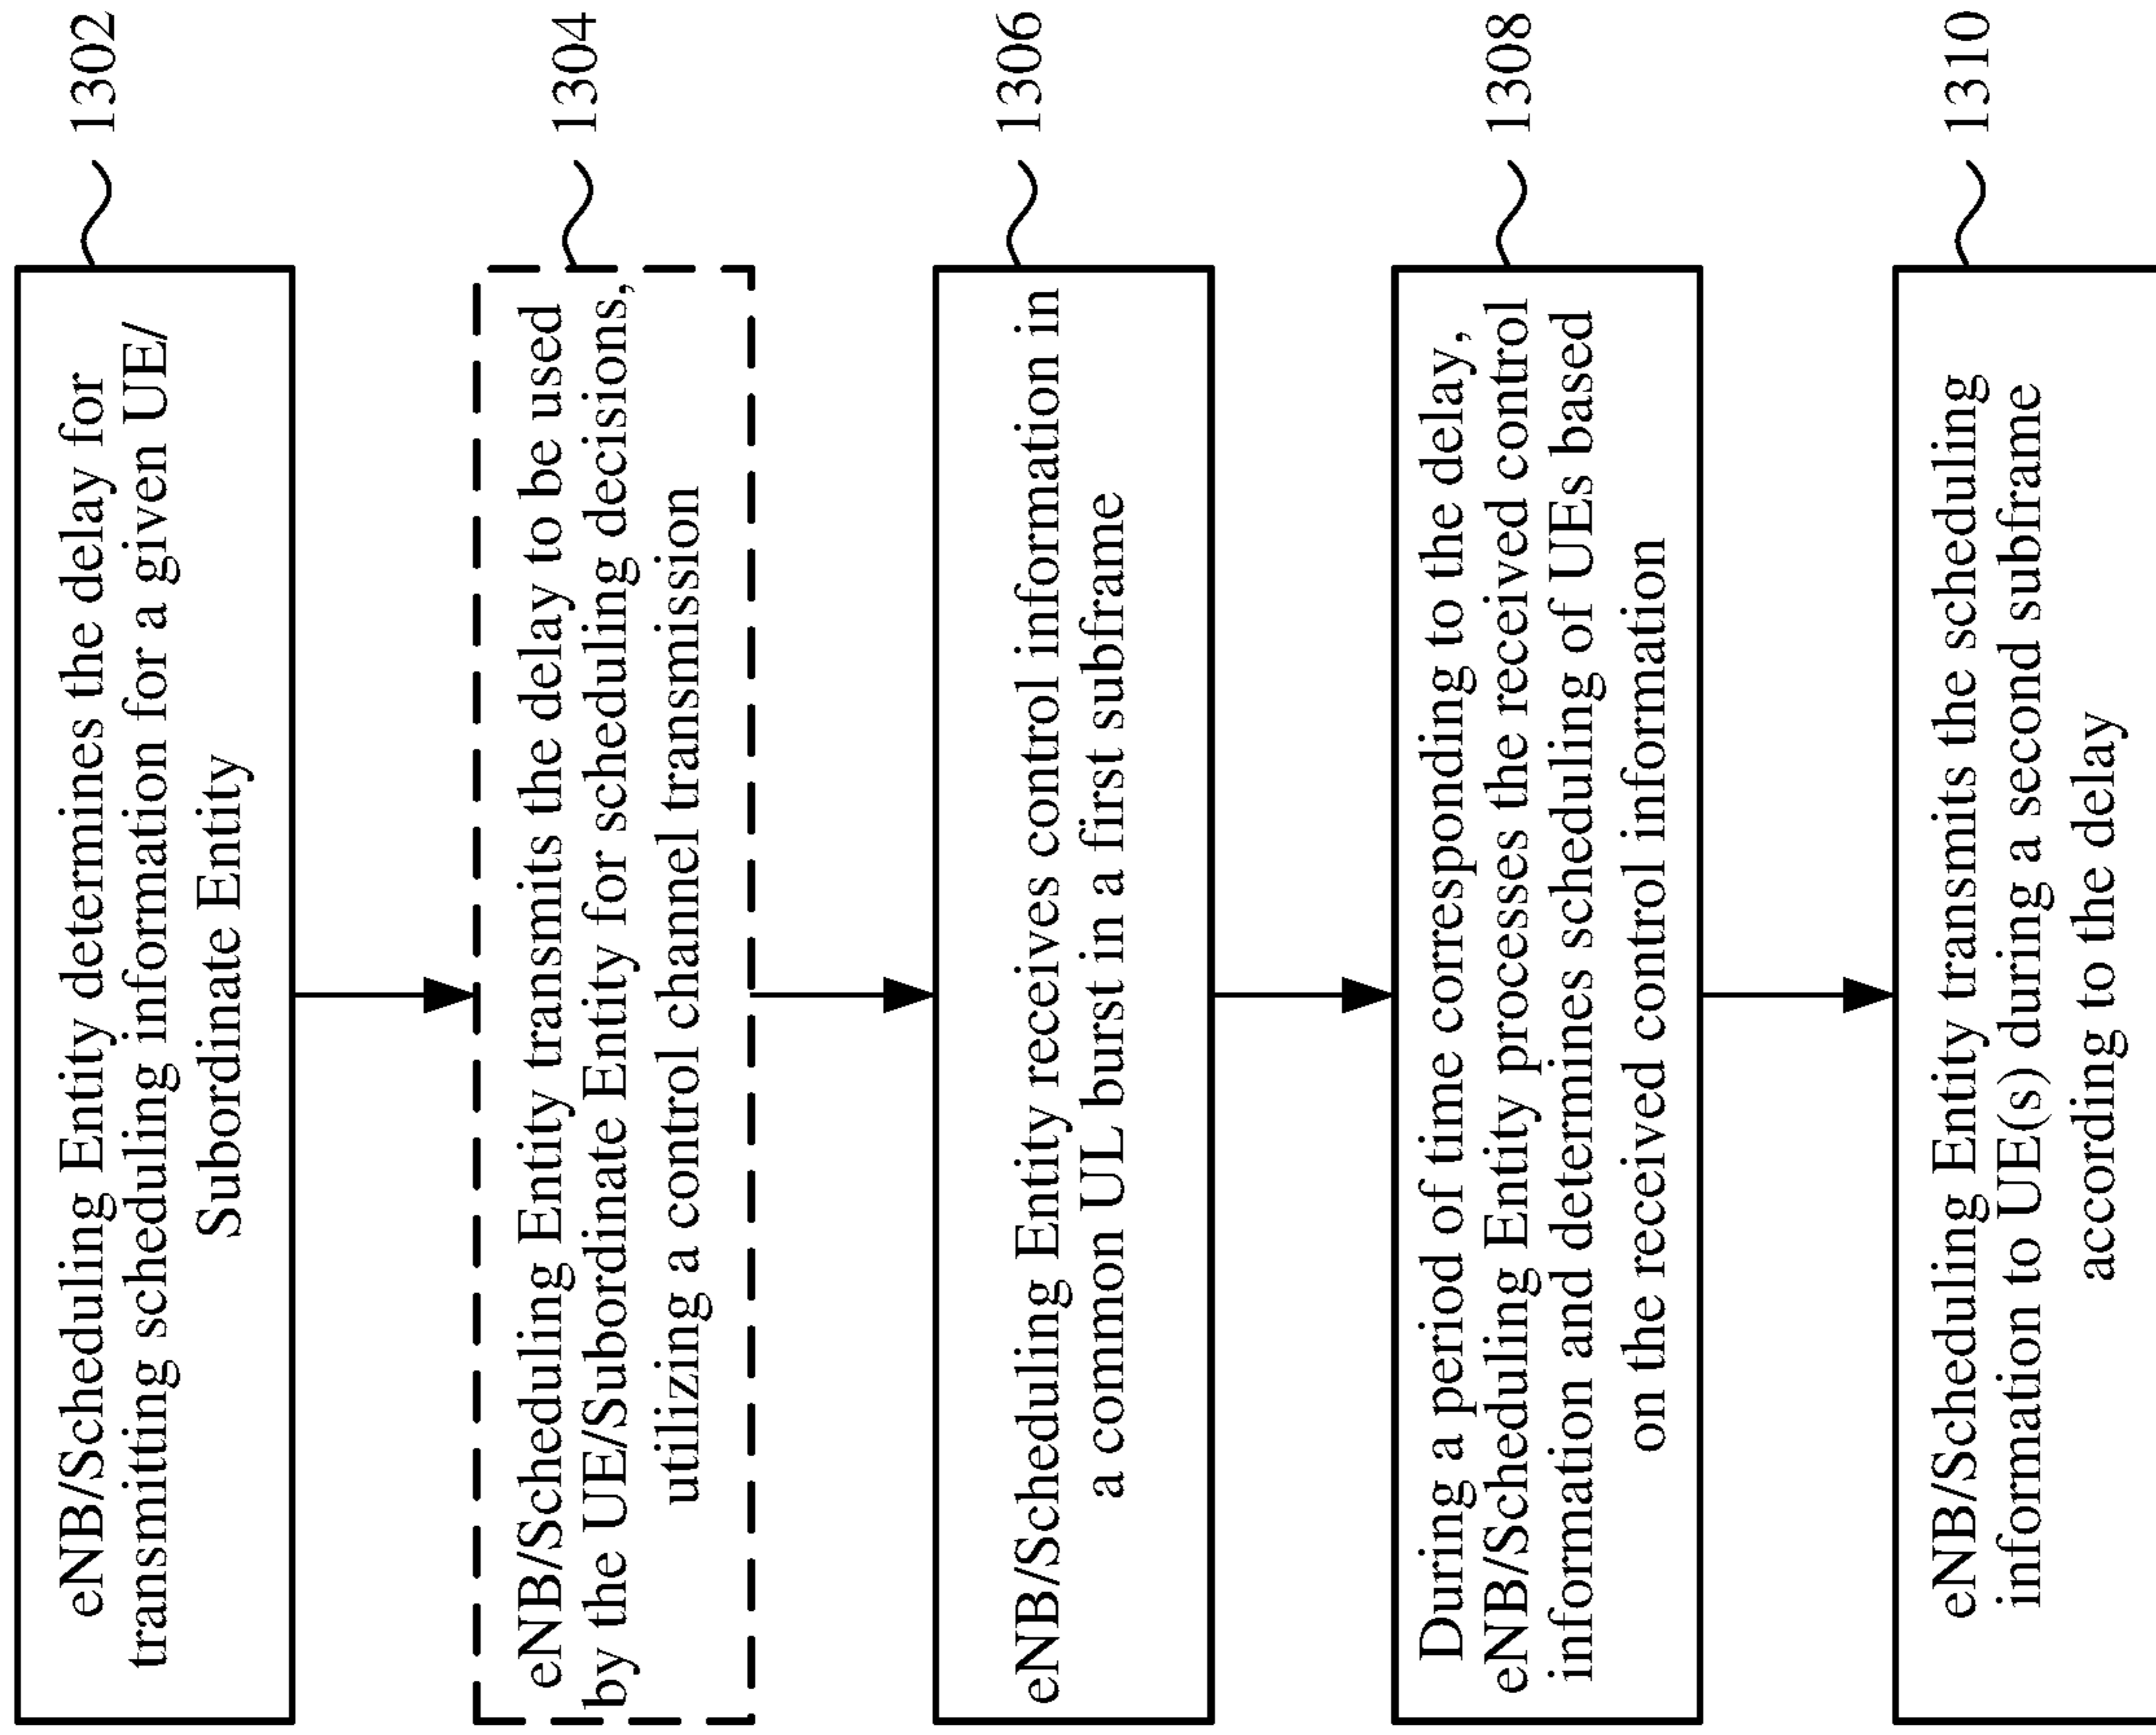 eNB/Scheduling Entity determines the delay for
transmitting scheduling information for a given UE/
Subordinate Entity
1302
eNB/Scheduling Entity transmits the delay to be used
by the UE/Subordinate Entity for scheduling decisions,
utilizing a control channel transmission
1304
eNB/Scheduling Entity receives control information in
a common UL burst in a first subframe
1306
During a period of time corresponding to the delay,
eNB/Scheduling Entity processes the received control
information and determines scheduling of UEs based
on the received control information
1308
eNB/Scheduling Entity transmits the scheduling
information to UE(s) during a second subframe
according to the delay
1310